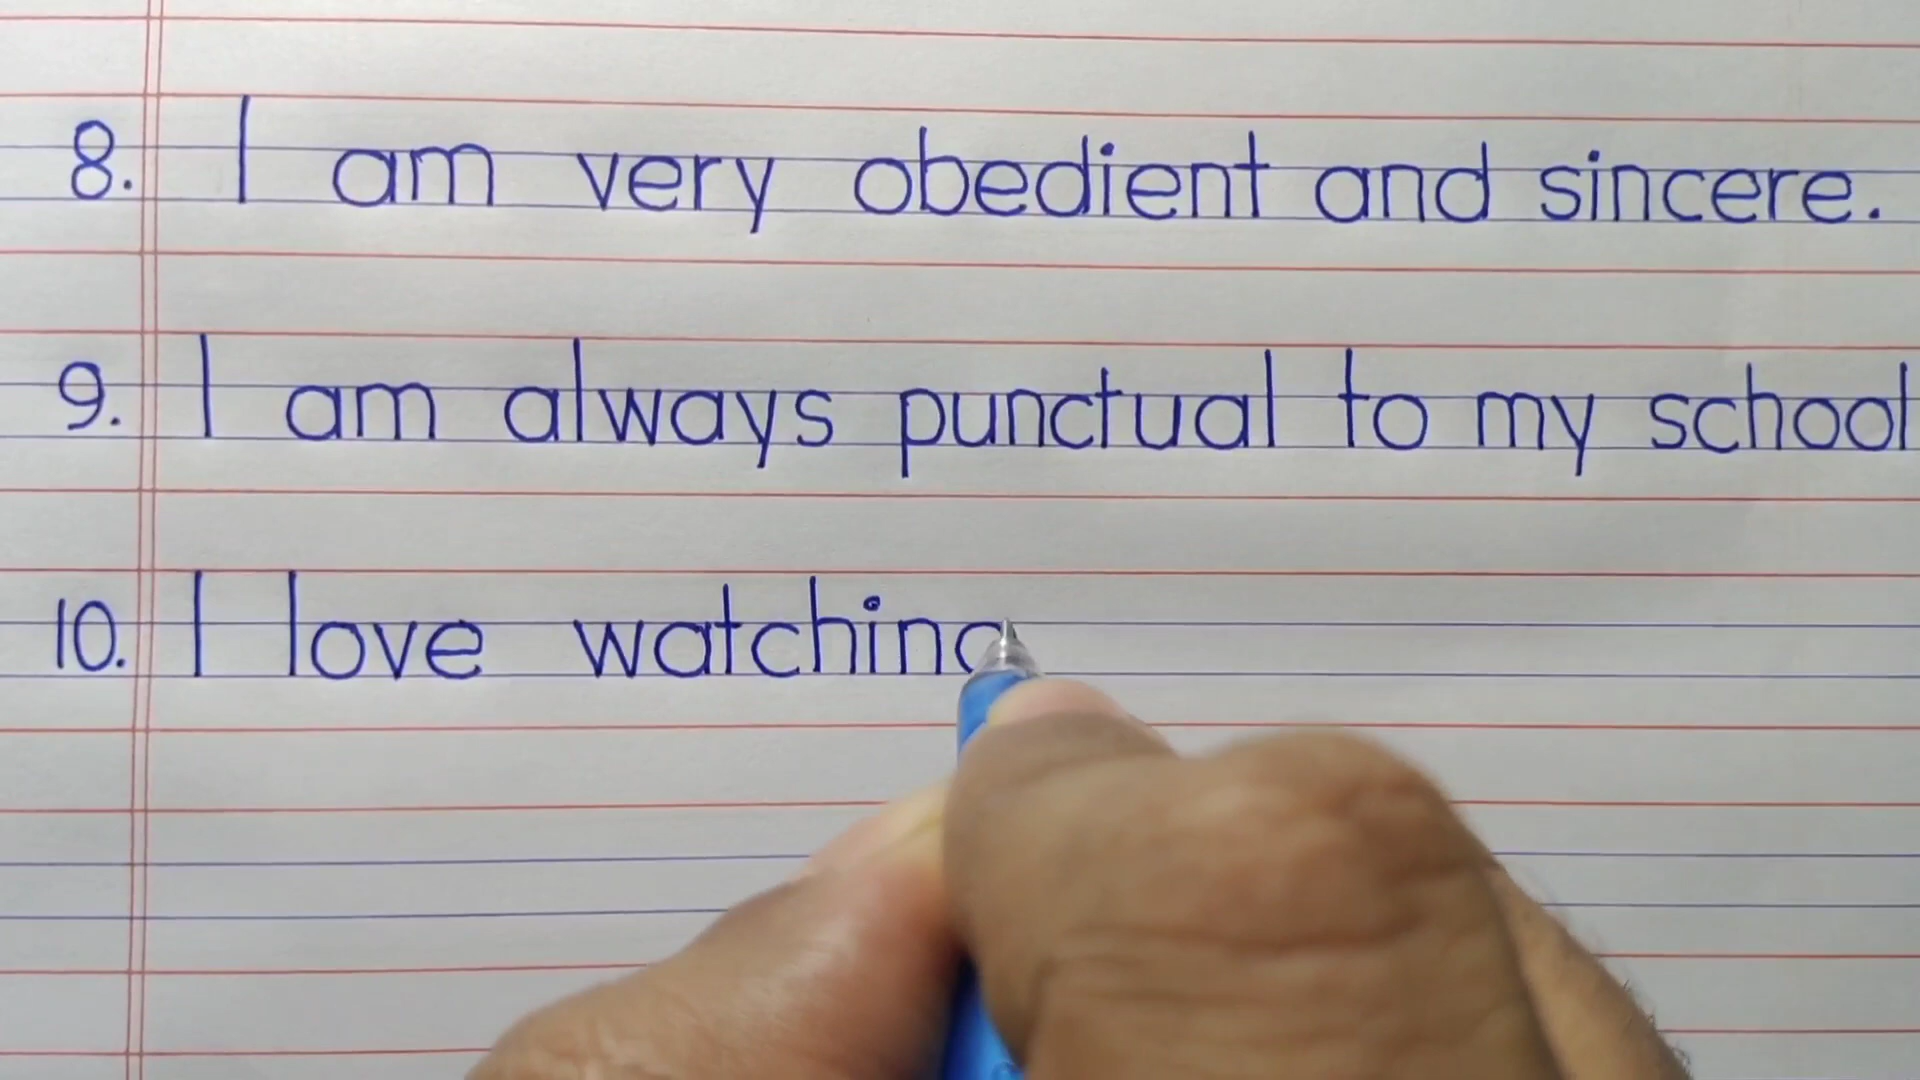 8. I am very obedient and sincere.
9. I am always punctual to my school
10. I love watching